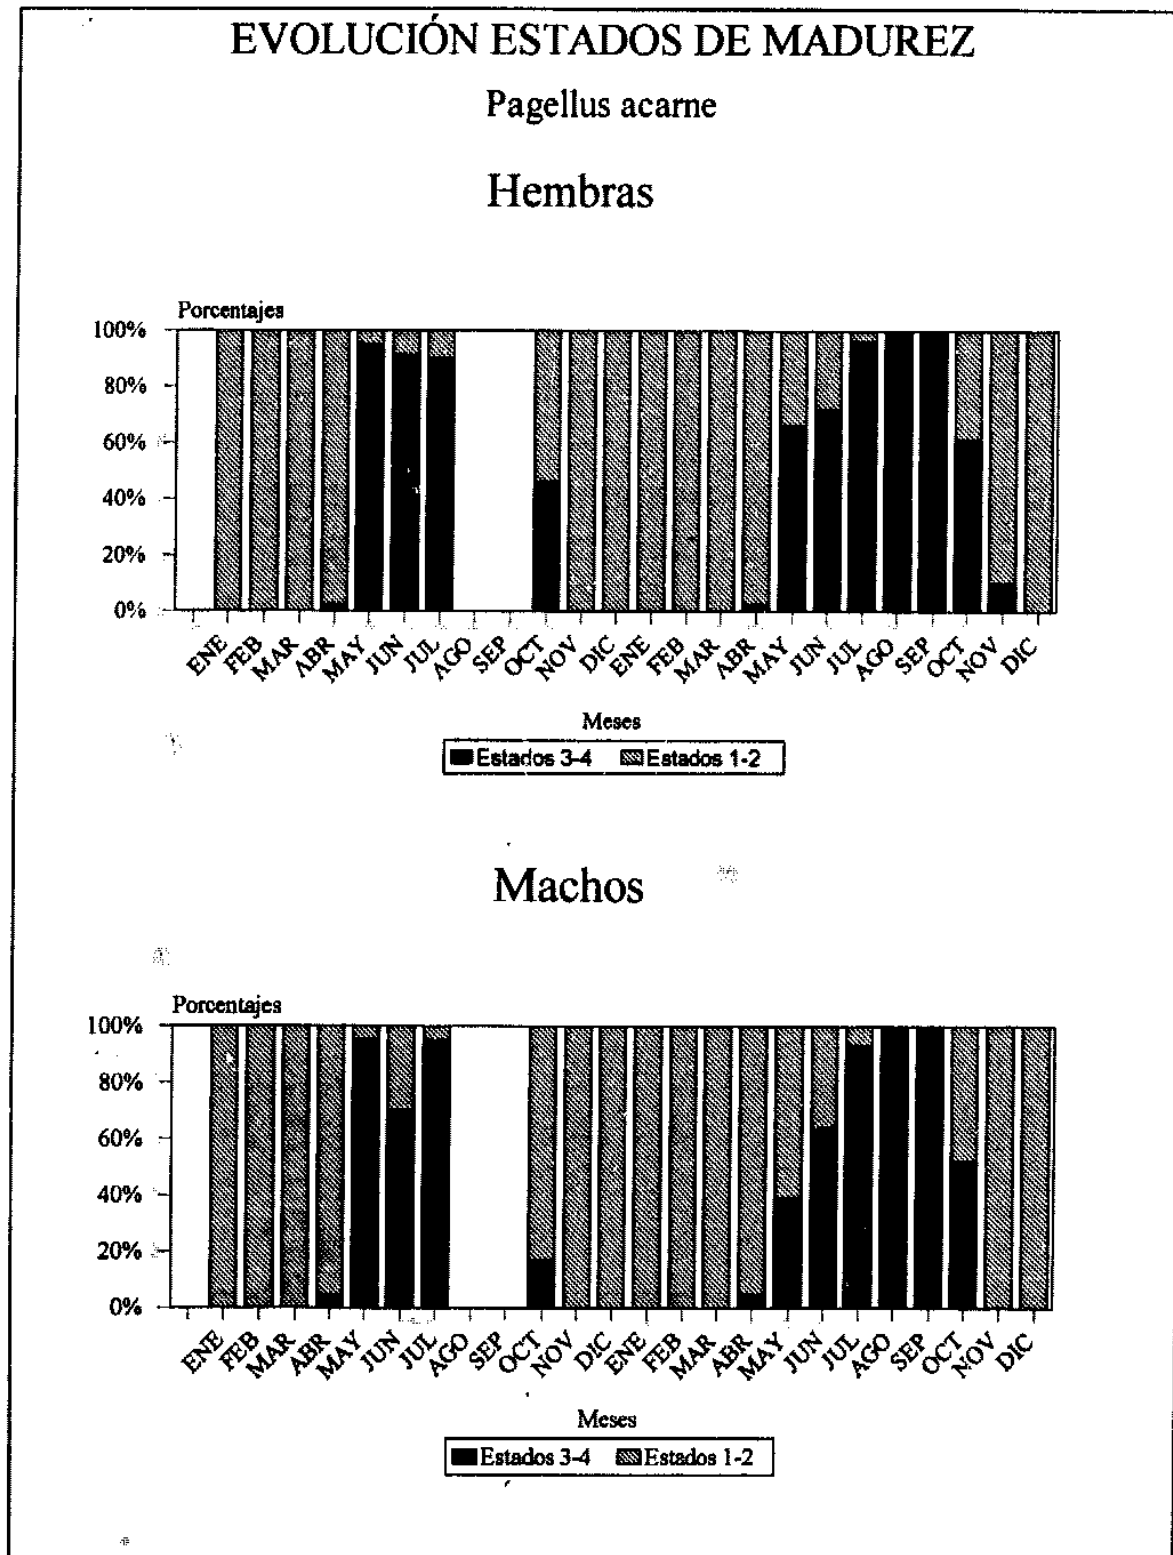 EVOLUCIÓN ESTADOS DE MADUREZ
Pagellus acarne
Hembras
Porcentajes
100%
80%
60%
40%
20%
0%
ENE FEB MAR ABR MAY JUN JUL AGO SEP OCT NOV DIC ENE FEB MAR ABR MAY JUN JUL AGO SEP OCT NOV DIC
Meses
Estados 3-4 Estados 1-2
Machos
Porcentajes
100%
80%
60%
40%
20%
0%
ENE FEB MAR ABR MAY JUN JUL AGO SEP OCT NOV DIC ENE FEB MAR ABR MAY JUN JUL AGO SEP OCT NOV DIC
Meses
Estados 3-4 Estados 1-2